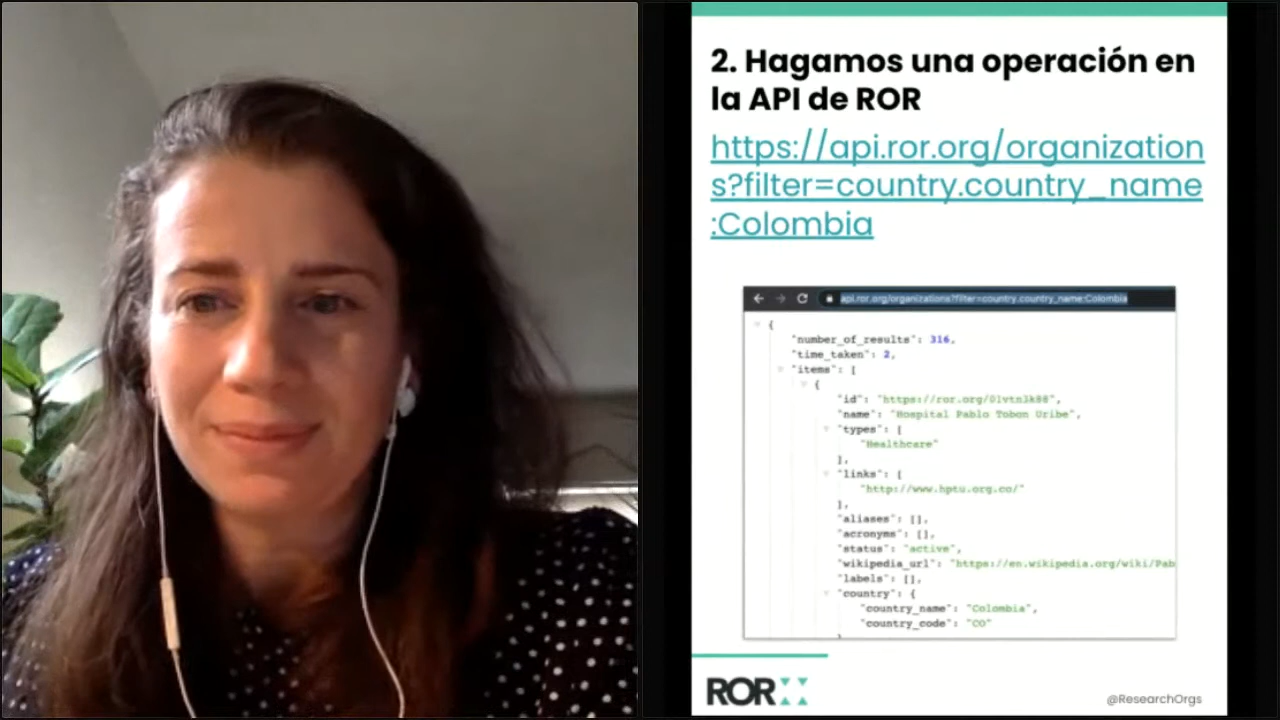 2. Hagamos una operación en
la API de ROR
https://api.ror.org/organization
s?filter=country.country_name
:Colombia
api.ror.org/organizations?filter=country.country_name:Colombia
{
"number_of_results": 316,
"time_taken": 2,
"items": [
{
"id": "https://ror.org/01vtn3k88",
"name": "Hospital Pablo Tobon Uribe",
"types": [
"Healthcare"
],
"links": [
"http://www.hptu.org.co/"
],
"aliases": [],
"acronyms": [],
"status": "active",
"wikipedia_url": "https://en.wikipedia.org/wiki/Pab
"labels": [],
"country": {
"country_name": "Colombia",
"country_code": "CO"
}
ROR
@ResearchOrgs